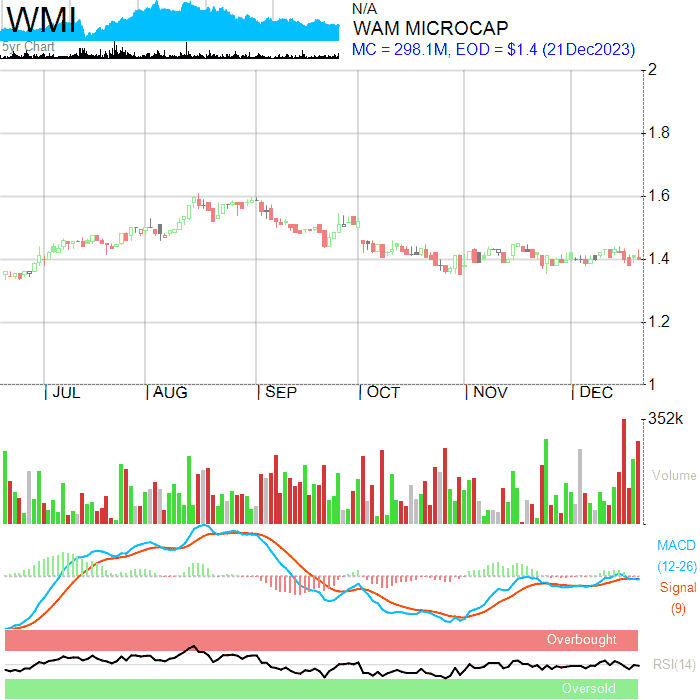 WMI
5yr Chart
N/A
WAM MICROCAP
MC = 298.1M, EOD = $1.4 (21Dec2023)
2
1.8
1.6
1.4
1.2
1
| JUL | AUG | SEP | OCT | NOV | DEC
352k
Volume
MACD
(12-26)
Signal
(9)
Overbought
RSI(14)
Oversold